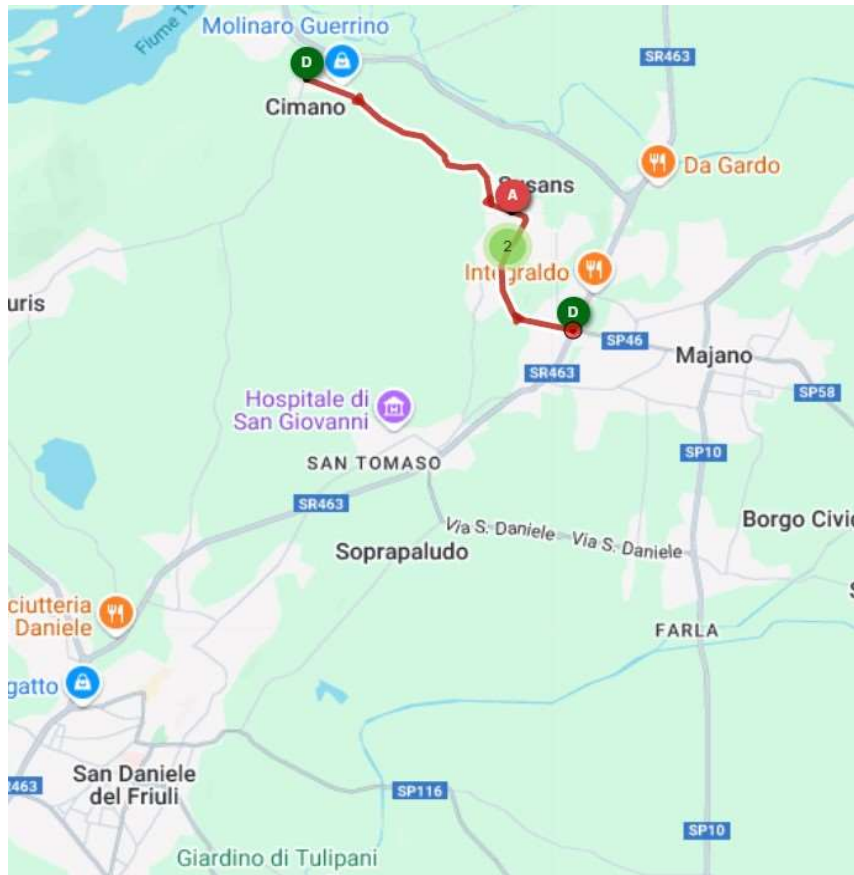 Fiume
Molinaro Guerrino
D
SR463
Cimano
Da Gardo
Susans
A
2
Integraldo
uris
D
SP46
Majano
SR463
SP58
Hospitale di
San Giovanni
SAN TOMASO
SP10
SR463
Via S. Daniele
Via S. Daniele
Borgo Civid
Soprapaludo
ciutteria
Daniele
FARLA
gatto
San Daniele
del Friuli
463
SP116
SP10
Giardino di Tulipani